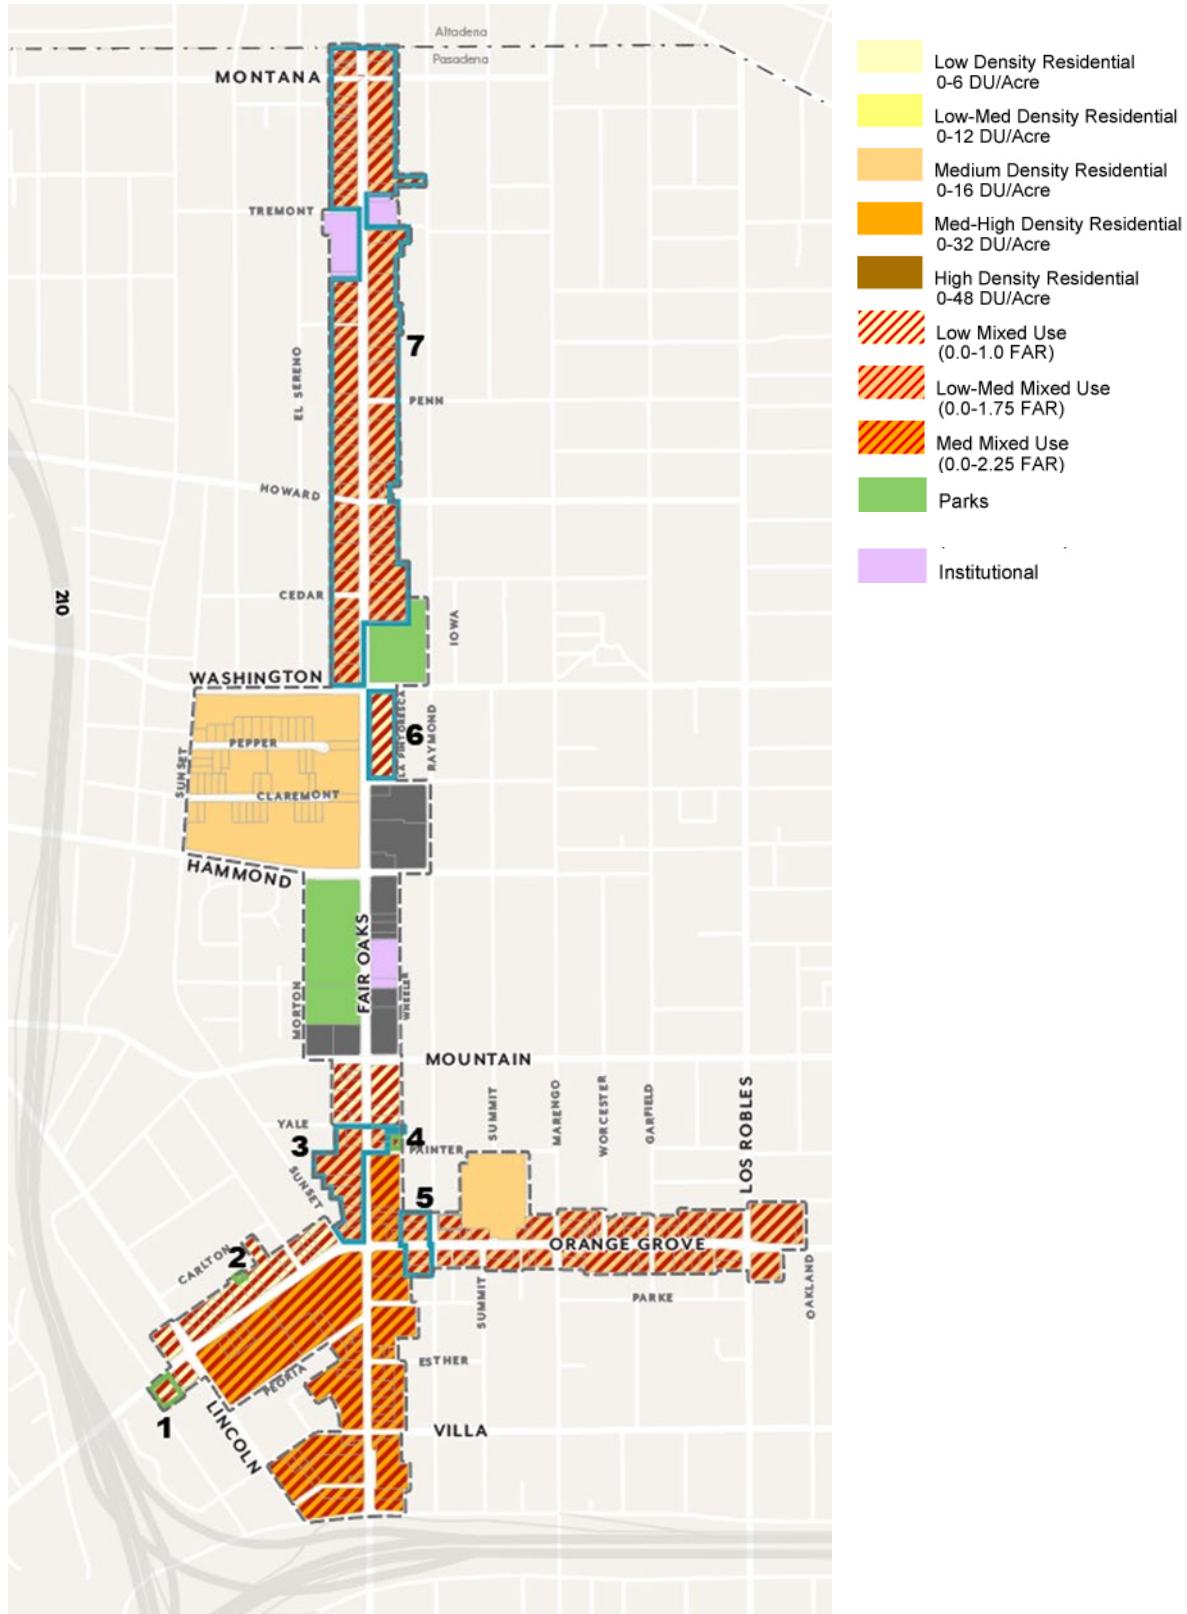 Altadena
Pasadena
MONTANA
TREMONT
EL SERENO
7
PENN
HOWARD
210
CEDAR
IOWA
WASHINGTON
LA PINTORESCA
6
RAYMOND
PEPPER
SUNSET
CLAREMONT
HAMMOND
FAIR OAKS
MORTON
WHEELER
MOUNTAIN
YALE
3
4
PAINTER
SUMMIT
MARENGO
WORCESTER
GARFIELD
LOS ROBLES
SUNSET
5
ORANGE GROVE
CARLTON
2
SUMMIT
PARKE
OAKLAND
ESTHER
PEORIA
1
LINCOLN
VILLA
Low Density Residential
0-6 DU/Acre
Low-Med Density Residential
0-12 DU/Acre
Medium Density Residential
0-16 DU/Acre
Med-High Density Residential
0-32 DU/Acre
High Density Residential
0-48 DU/Acre
Low Mixed Use
(0.0-1.0 FAR)
Low-Med Mixed Use
(0.0-1.75 FAR)
Med Mixed Use
(0.0-2.25 FAR)
Parks
Institutional